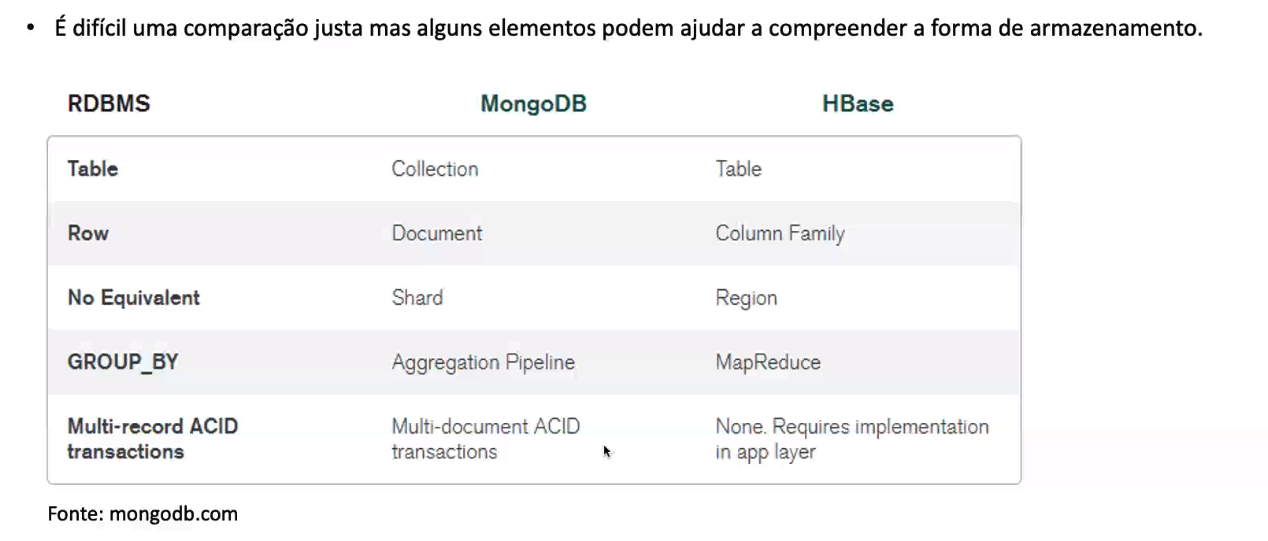 • É difícil uma comparação justa mas alguns elementos podem ajudar a compreender a forma de armazenamento.
RDBMS MongoDB HBase
Table Collection Table
Row Document Column Family
No Equivalent Shard Region
GROUP_BY Aggregation Pipeline MapReduce
Multi-record ACID Multi-document ACID None. Requires implementation
transactions transactions in app layer
Fonte: mongodb.com